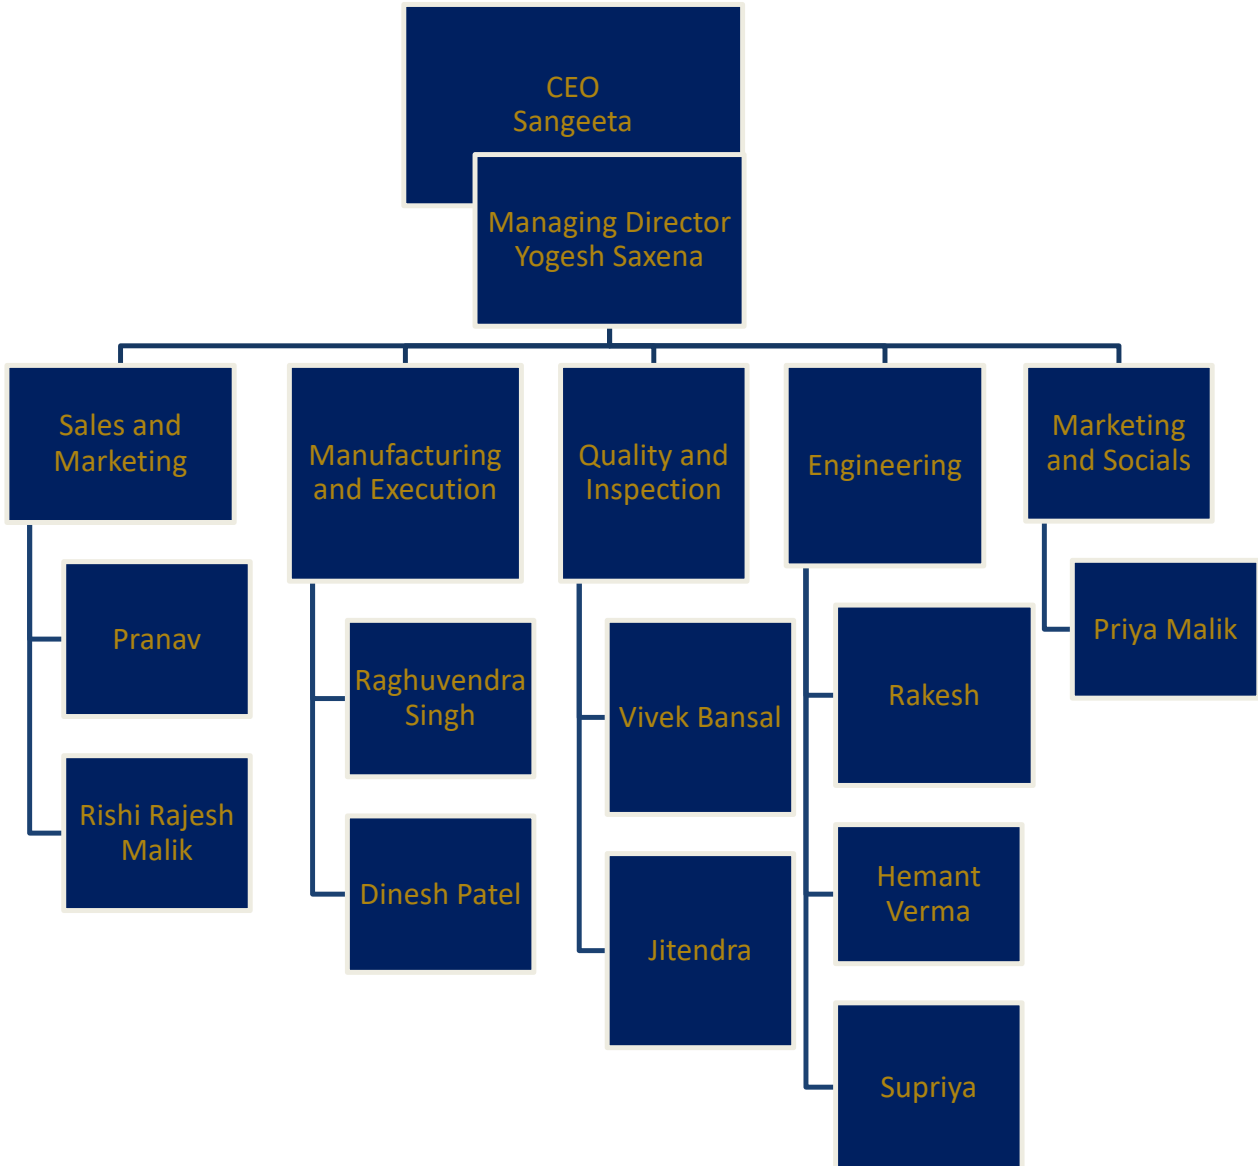 CEO
Sangeeta
Managing Director
Yogesh Saxena
Sales and
Marketing
Manufacturing
and Execution
Quality and
Inspection
Engineering
Marketing
and Socials
Pranav
Rishi Rajesh
Malik
Raghuvendra
Singh
Dinesh Patel
Vivek Bansal
Jitendra
Rakesh
Hemant
Verma
Supriya
Priya Malik